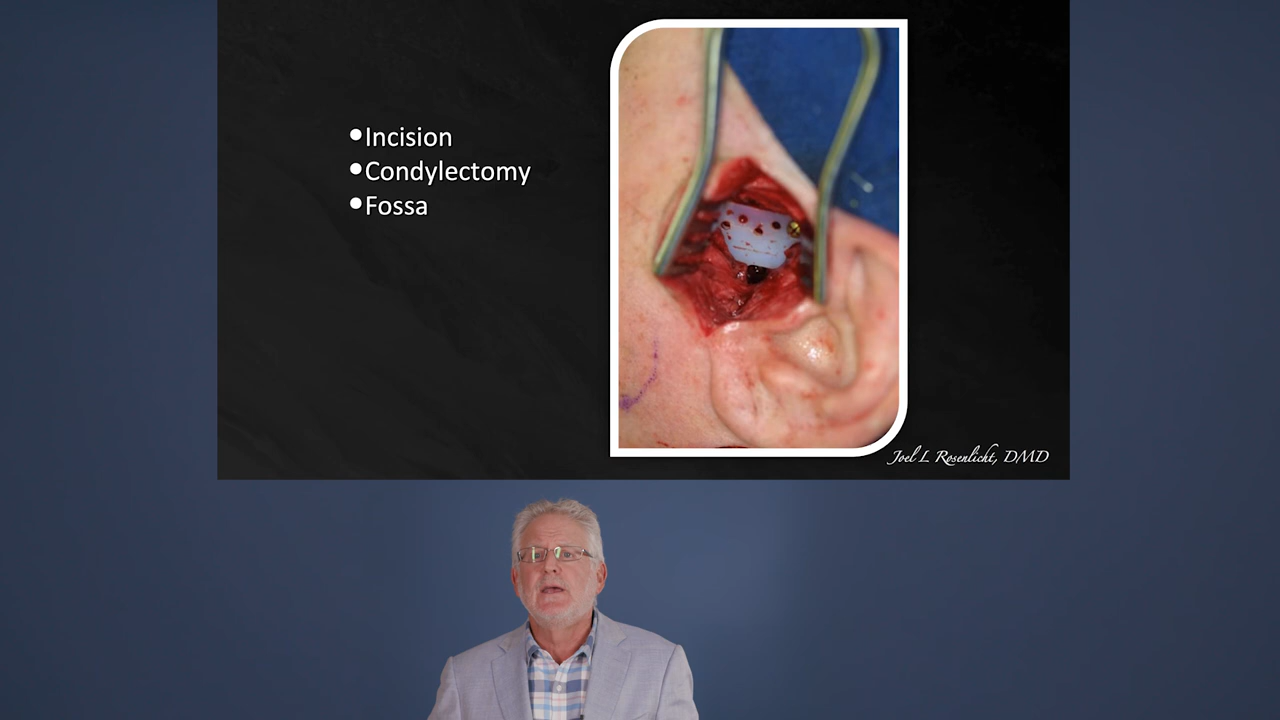 •Incision
•Condylectomy
•Fossa
Joel L Rosenlicht, DMD